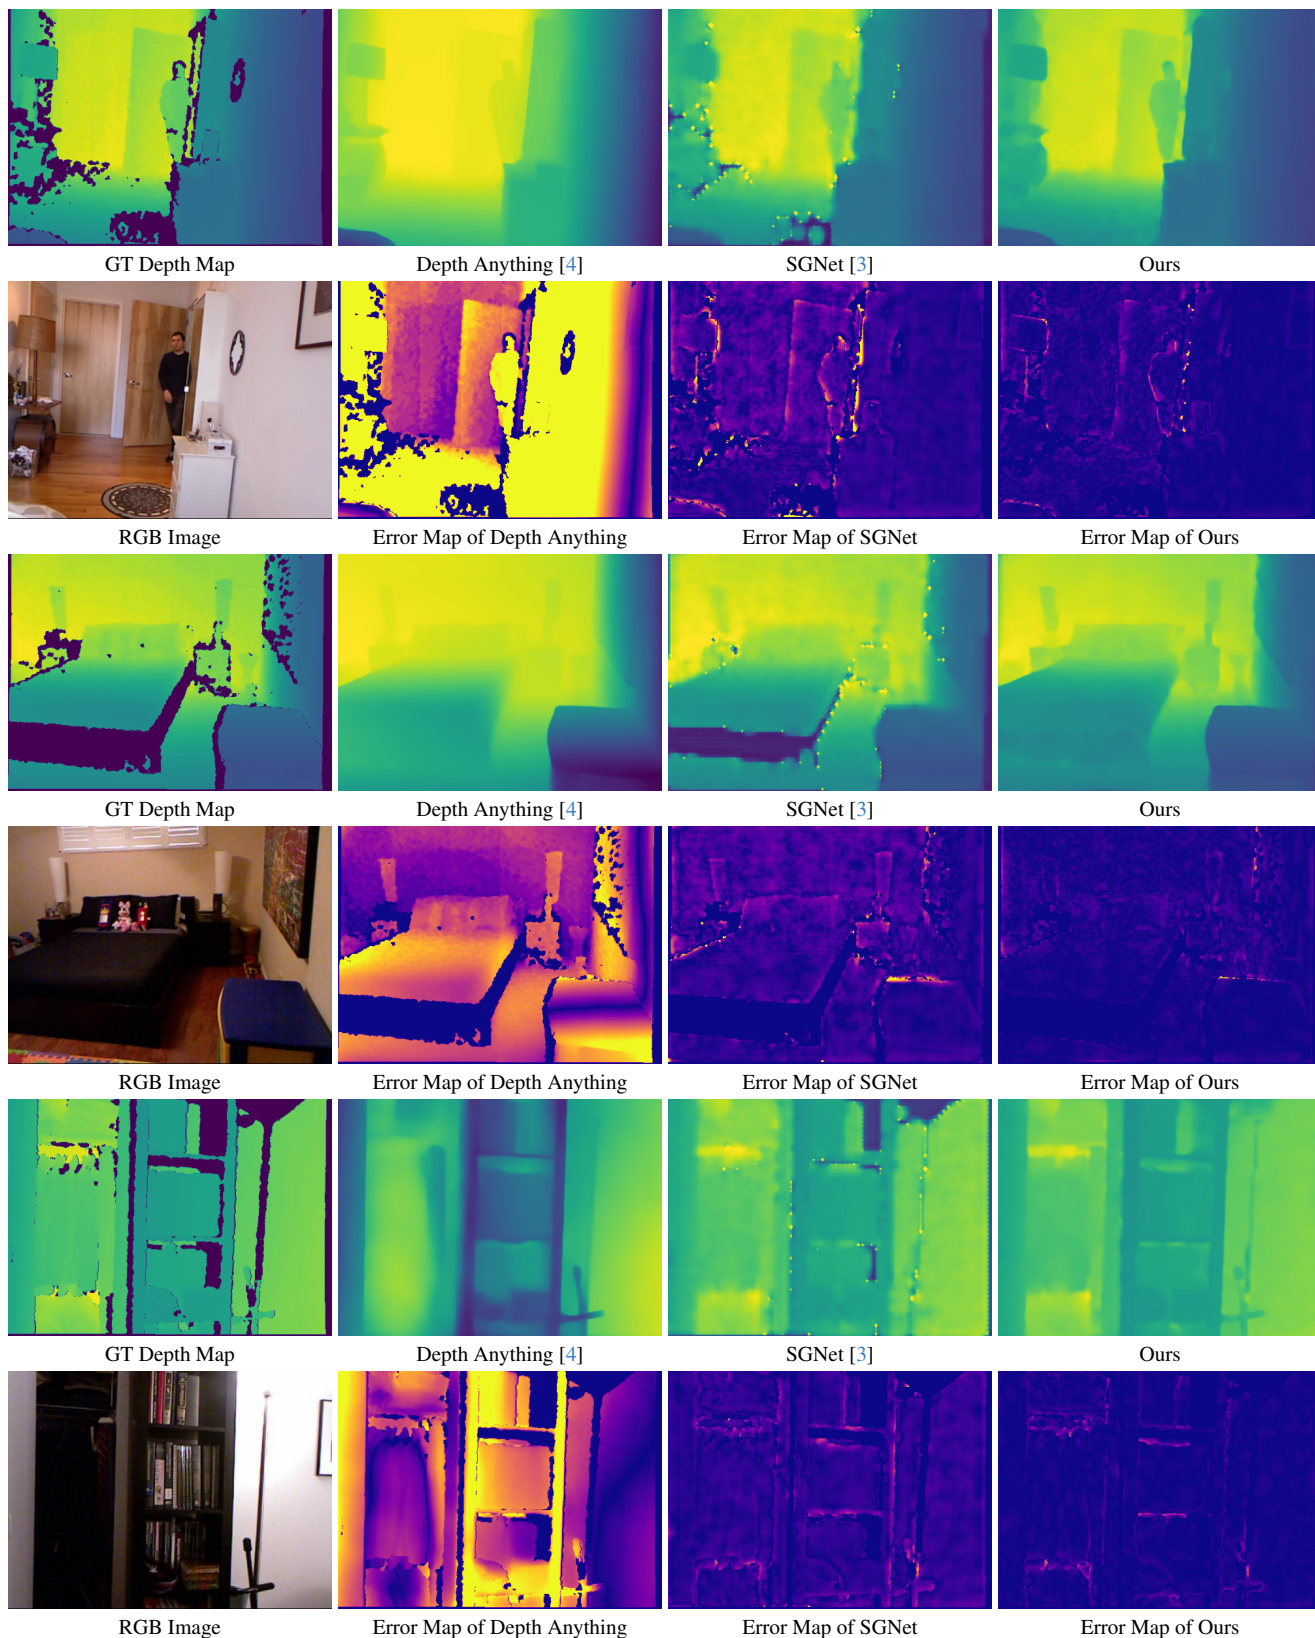 GT Depth Map
Depth Anything [4]
SGNet [3]
Ours
RGB Image
Error Map of Depth Anything
Error Map of SGNet
Error Map of Ours
GT Depth Map
Depth Anything [4]
SGNet [3]
Ours
RGB Image
Error Map of Depth Anything
Error Map of SGNet
Error Map of Ours
GT Depth Map
Depth Anything [4]
SGNet [3]
Ours
RGB Image
Error Map of Depth Anything
Error Map of SGNet
Error Map of Ours